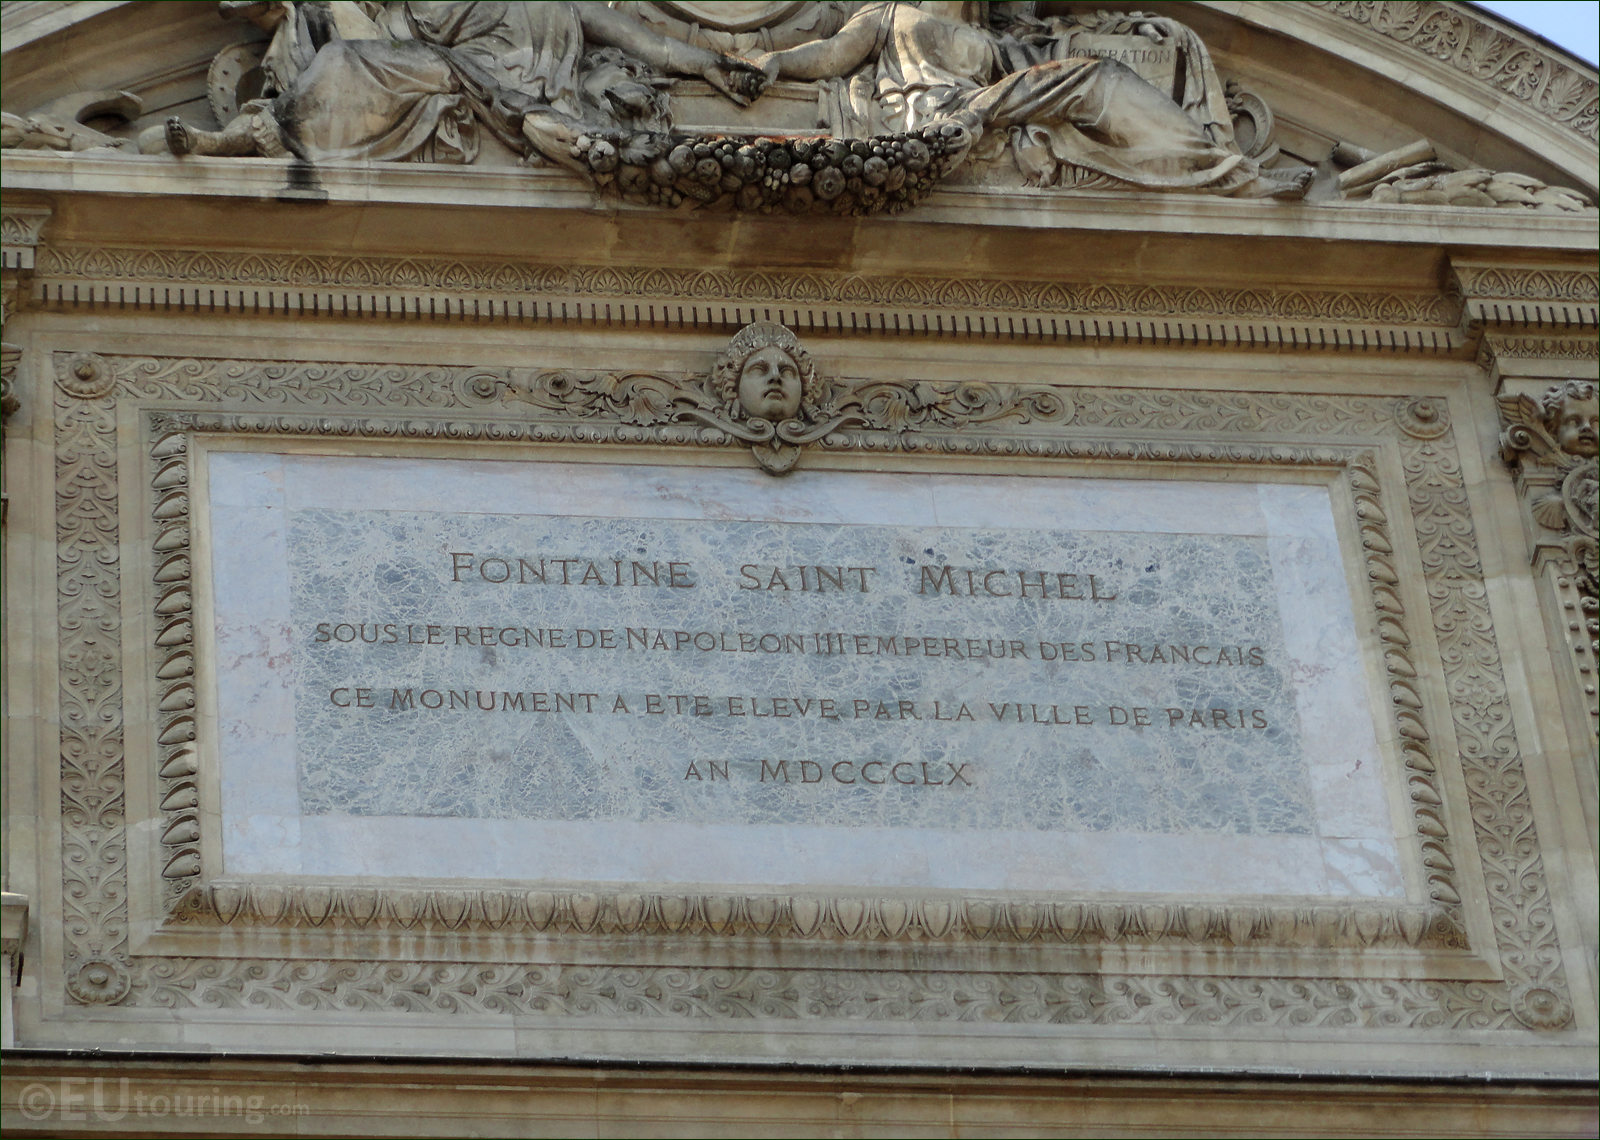 MODERATION
FONTAINE SAINT MICHEL
SOUS LE REGNE DE NAPOLEON III EMPEREUR DES FRANCAIS
CE MONUMENT A ETE ELEVE PAR LA VILLE DE PARIS
AN MDCCCLX
©EUtouring.com